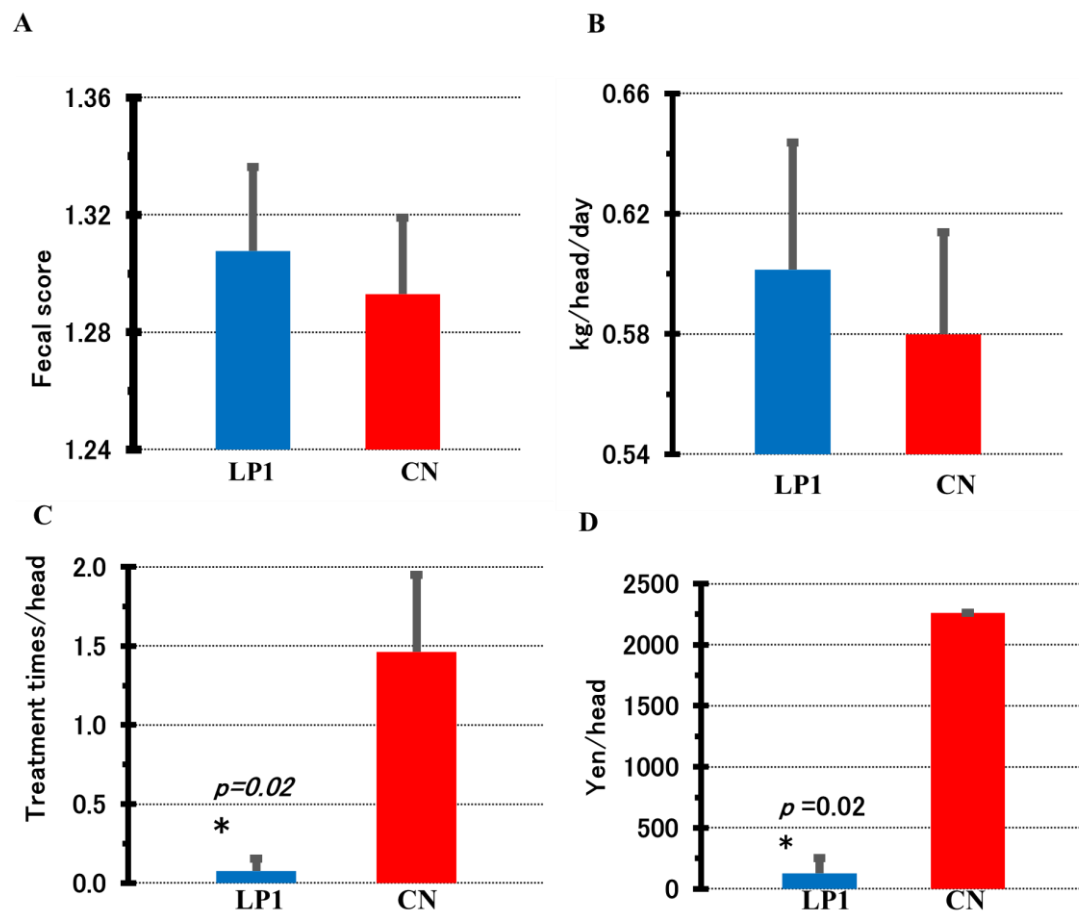 A
1.36
1.32
1.28
1.24
Fecal score
LP1 CN
B
0.66
0.62
0.58
0.54
kg/head/day
LP1 CN
C
2.0
1.5
1.0
0.5
0.0
Treatment times/head
p=0.02
*
LP1 CN
D
2500
2000
1500
1000
500
0
Yen/head
p =0.02
*
LP1 CN